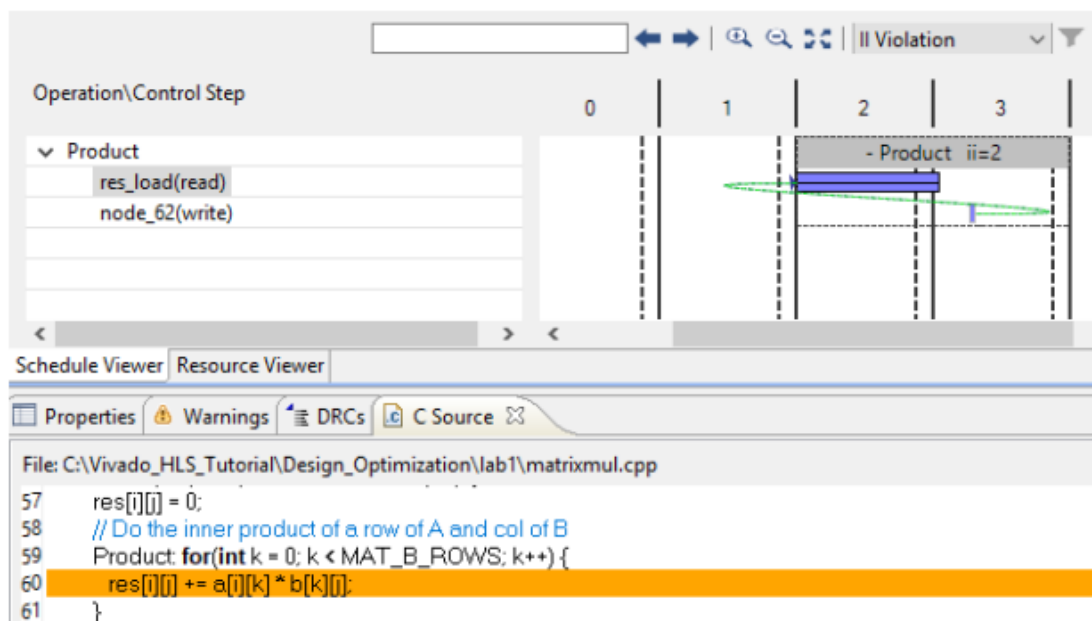 II Violation
Operation\Control Step
0 1 2 3
Product
- Product ii=2
res_load(read)
node_62(write)
Schedule Viewer Resource Viewer
Properties Warnings DRCs C Source
File: C:\Vivado_HLS_Tutorial\Design_Optimization\lab1\matrixmul.cpp
57 res[i][j] = 0;
58 // Do the inner product of a row of A and col of B
59 Product: for(int k = 0; k < MAT_B_ROWS; k++) {
60 res[i][j] += a[i][k] * b[k][j];
61 }